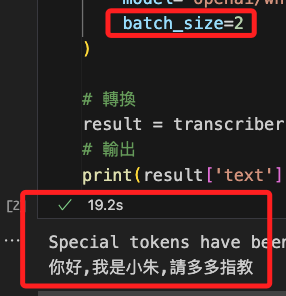 model="openai/wh
batch_size=2
)
# 轉換
result = transcriber
# 輸出
print(result['text']
[2]
✓ 19.2s
...
Special tokens have been
你好,我是小朱,請多多指教